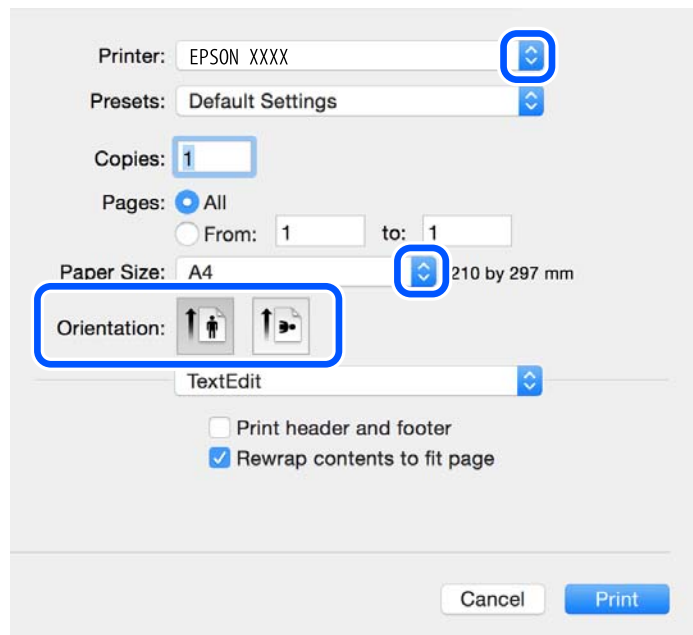 Printer: EPSON XXXX
Presets: Default Settings
Copies: 1
Pages: All
From: 1 to: 1
Paper Size: A4 210 by 297 mm
Orientation:
TextEdit
Print header and footer
Rewrap contents to fit page
Cancel Print